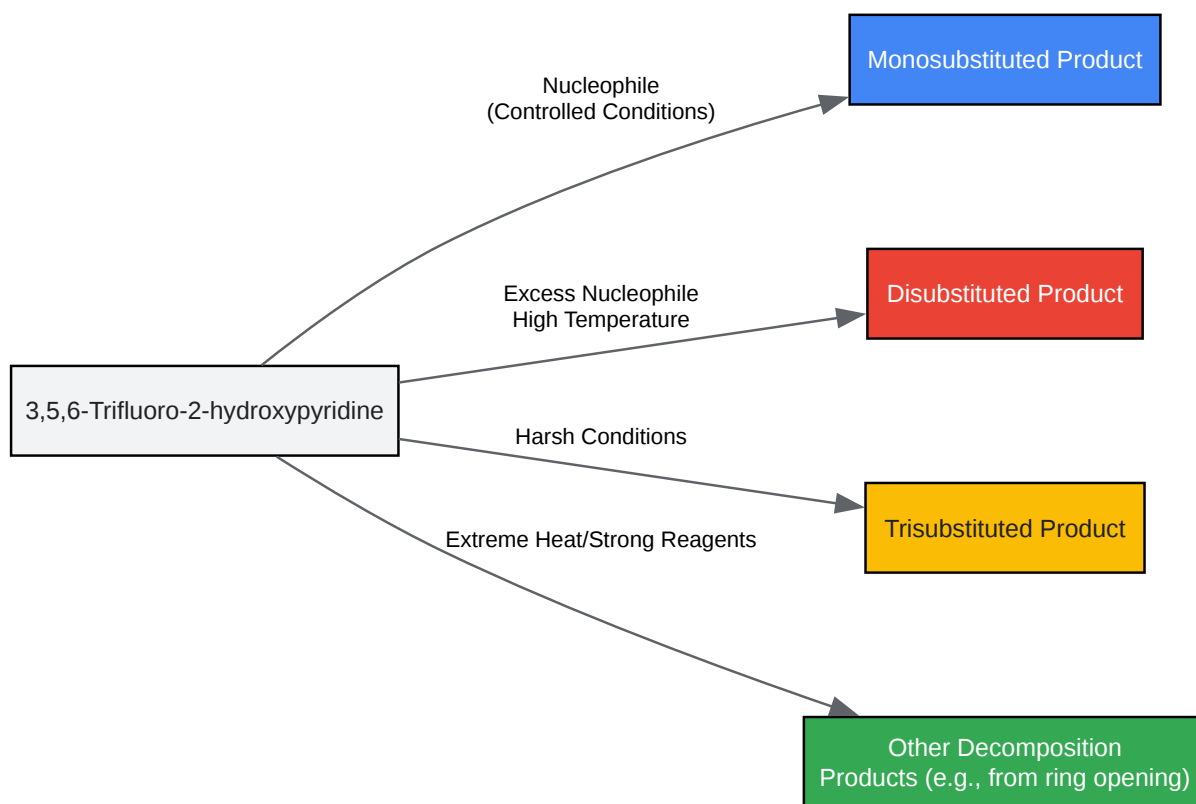 Monosubstituted Product
Nucleophile
(Controlled Conditions)
Disubstituted Product
Excess Nucleophile
High Temperature
3,5,6-Trifluoro-2-hydroxypyridine
Harsh Conditions
Trisubstituted Product
Extreme Heat/Strong Reagents
Other Decomposition
Products (e.g., from ring opening)